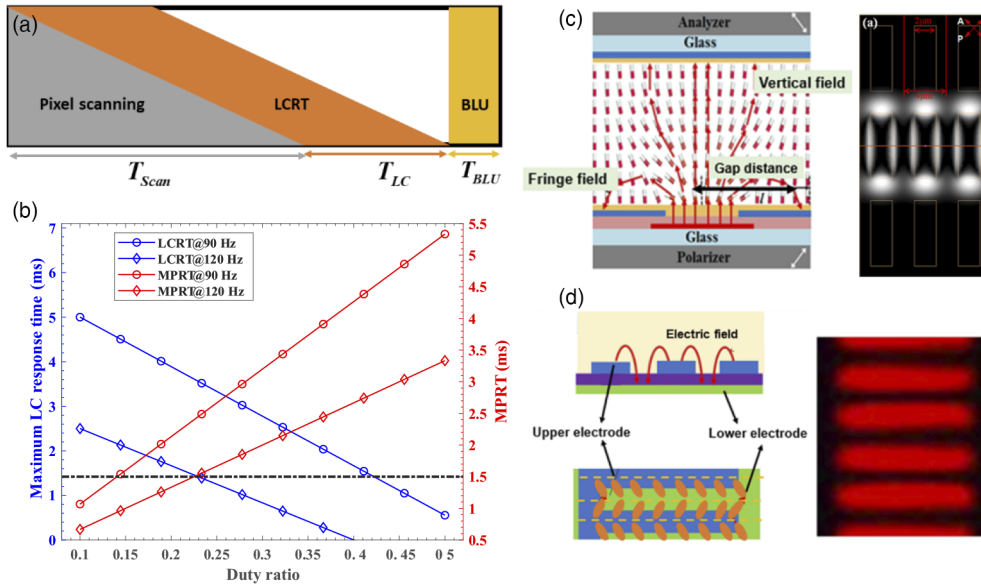 (a)
Pixel scanning
LCRT
BLU
T_Scan
T_LC
T_BLU
(b)
7
6
5
4
3
2
1
0
Maximum LC response time (ms)
LCRT@90 Hz
LCRT@120 Hz
MPRT@90 Hz
MPRT@120 Hz
5.5
5
4.5
4
3.5
3
2.5
2
1.5
1
0.5
0
MPRT (ms)
0.1 0.15 0.2 0.25 0.3 0.35 0.4 0.45 0 5
Duty ratio
(c)
Analyzer
Glass
Vertical field
Gap distance
Fringe field
l
Glass
Polarizer
(a)
2μm
A
P
(d)
Electric field
Upper electrode
Lower electrode